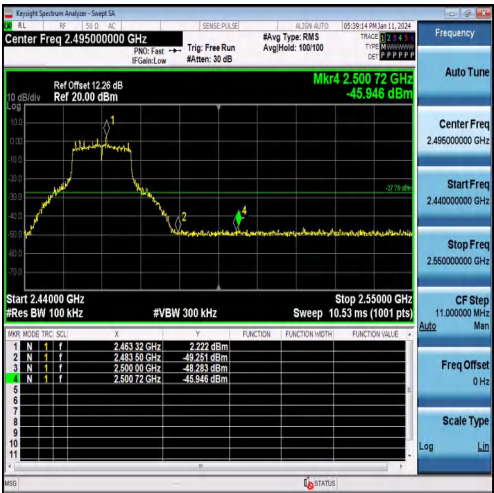 Keysight Spectrum Analyzer - Swept SA
RL RF 50 Ω AC SENSE:PULSE ALIGN AUTO 05:39:14 PM Jan 11, 2024
Center Freq 2.495000000 GHz
PNO: Fast
IFGain:Low
Trig: Free Run
#Atten: 30 dB
#Avg Type: RMS
Avg|Hold: 100/100
TRACE 1 2 3 4 5 6
TYPE MWWWWW
DET P P P P P P
Frequency
Auto Tune
Center Freq
2.495000000 GHz
Start Freq
2.440000000 GHz
Stop Freq
2.550000000 GHz
CF Step
11.000000 MHz
Auto Man
Freq Offset
0 Hz
Scale Type
Log Lin
Mkr4 2.500 72 GHz
-45.946 dBm
Ref Offset 12.26 dB
10 dB/div Ref 20.00 dBm
Log
10.0
0.00
-10.0
-20.0
-30.0
-40.0
-50.0
-60.0
-70.0
1
2
4
-27.78 dBm
Start 2.44000 GHz Stop 2.55000 GHz
#Res BW 100 kHz #VBW 300 kHz Sweep 10.53 ms (1001 pts)
MKR MODE TRC SCL X Y FUNCTION FUNCTION WIDTH FUNCTION VALUE
1 N 1 f 2.463 32 GHz 2.222 dBm
2 N 1 f 2.483 50 GHz -49.251 dBm
3 N 1 f 2.500 00 GHz -48.283 dBm
4 N 1 f 2.500 72 GHz -45.946 dBm
5
6
7
8
9
10
11
MSG STATUS